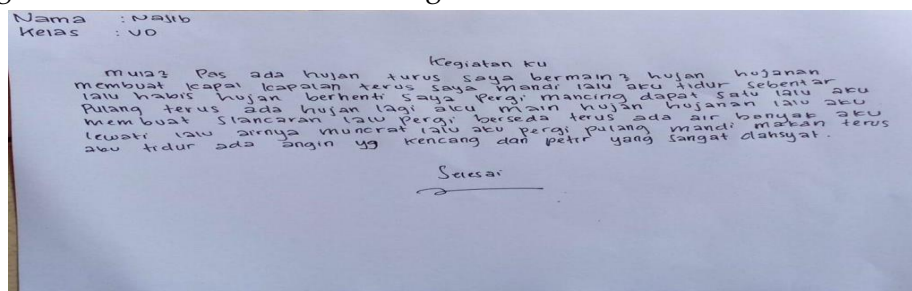 Nama : Najib
Kelas : VD
Kegiatan ku
mula2 Pas ada hujan turus saya bermain2 hujan hujanan
membuat kapal kapalan terus saya mandi lalu aku tidur sebentar
lalu habis hujan berhenti saya pergi mancing dapat satu lalu aku
Pulang terus ada hujan lagi aku main hujan hujanan lalu aku
membuat slancaran lalu pergi berseda terus ada air banyak aku
lewati lalu airnya muncrat lalu aku pergi pulang mandi makan terus
aku tidur ada angin yg kencang dan petir yang sangat dahsyat.
Selesai